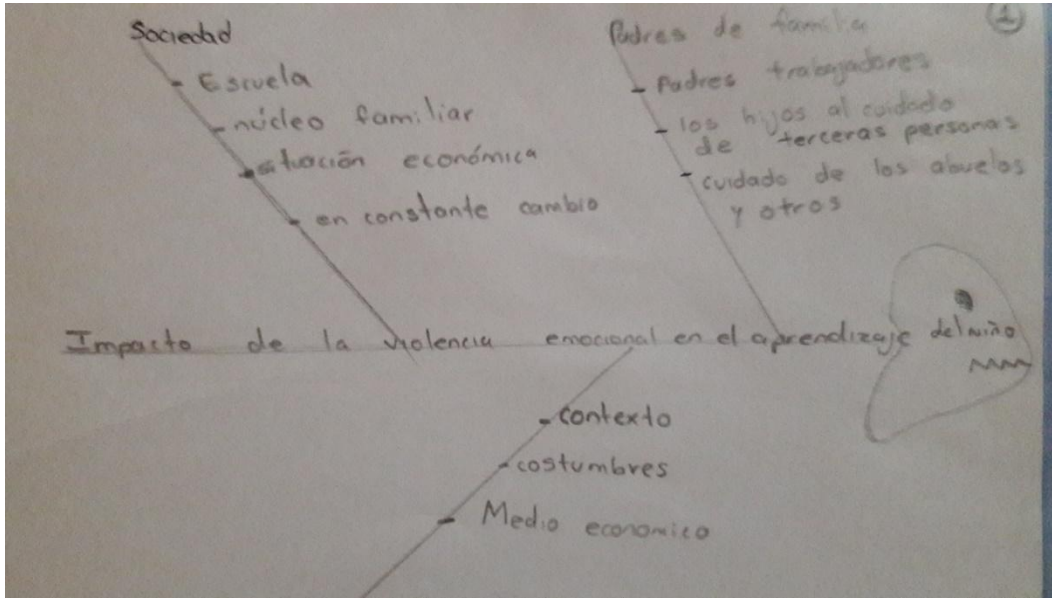 1
Sociedad
- Escuela
- núcleo familiar
- situación económica
- en constante cambio
Padres de familia
- Padres trabajadores
- los hijos al cuidado
de terceras personas
- cuidado de los abuelos
y otros
Impacto de la violencia emocional en el aprendizaje del niño
- contexto
- costumbres
- Medio economico